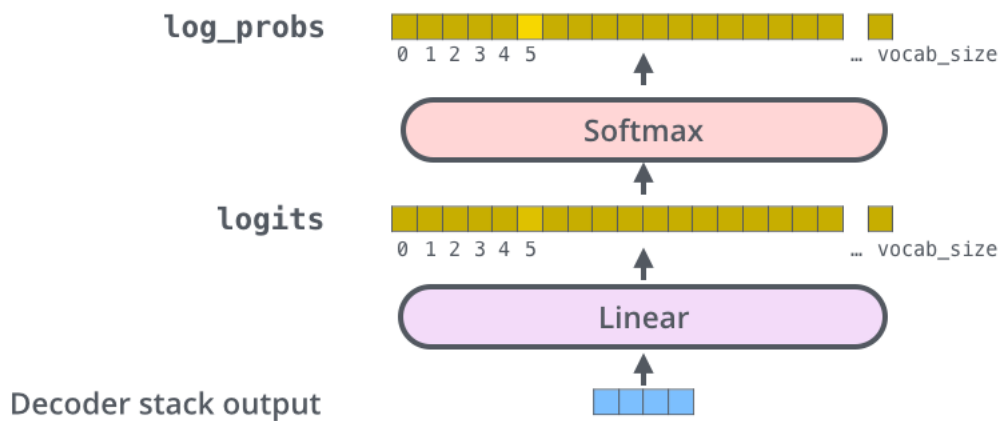 log_probs
0 1 2 3 4 5 … vocab_size
Softmax
logits
0 1 2 3 4 5 … vocab_size
Linear
Decoder stack output